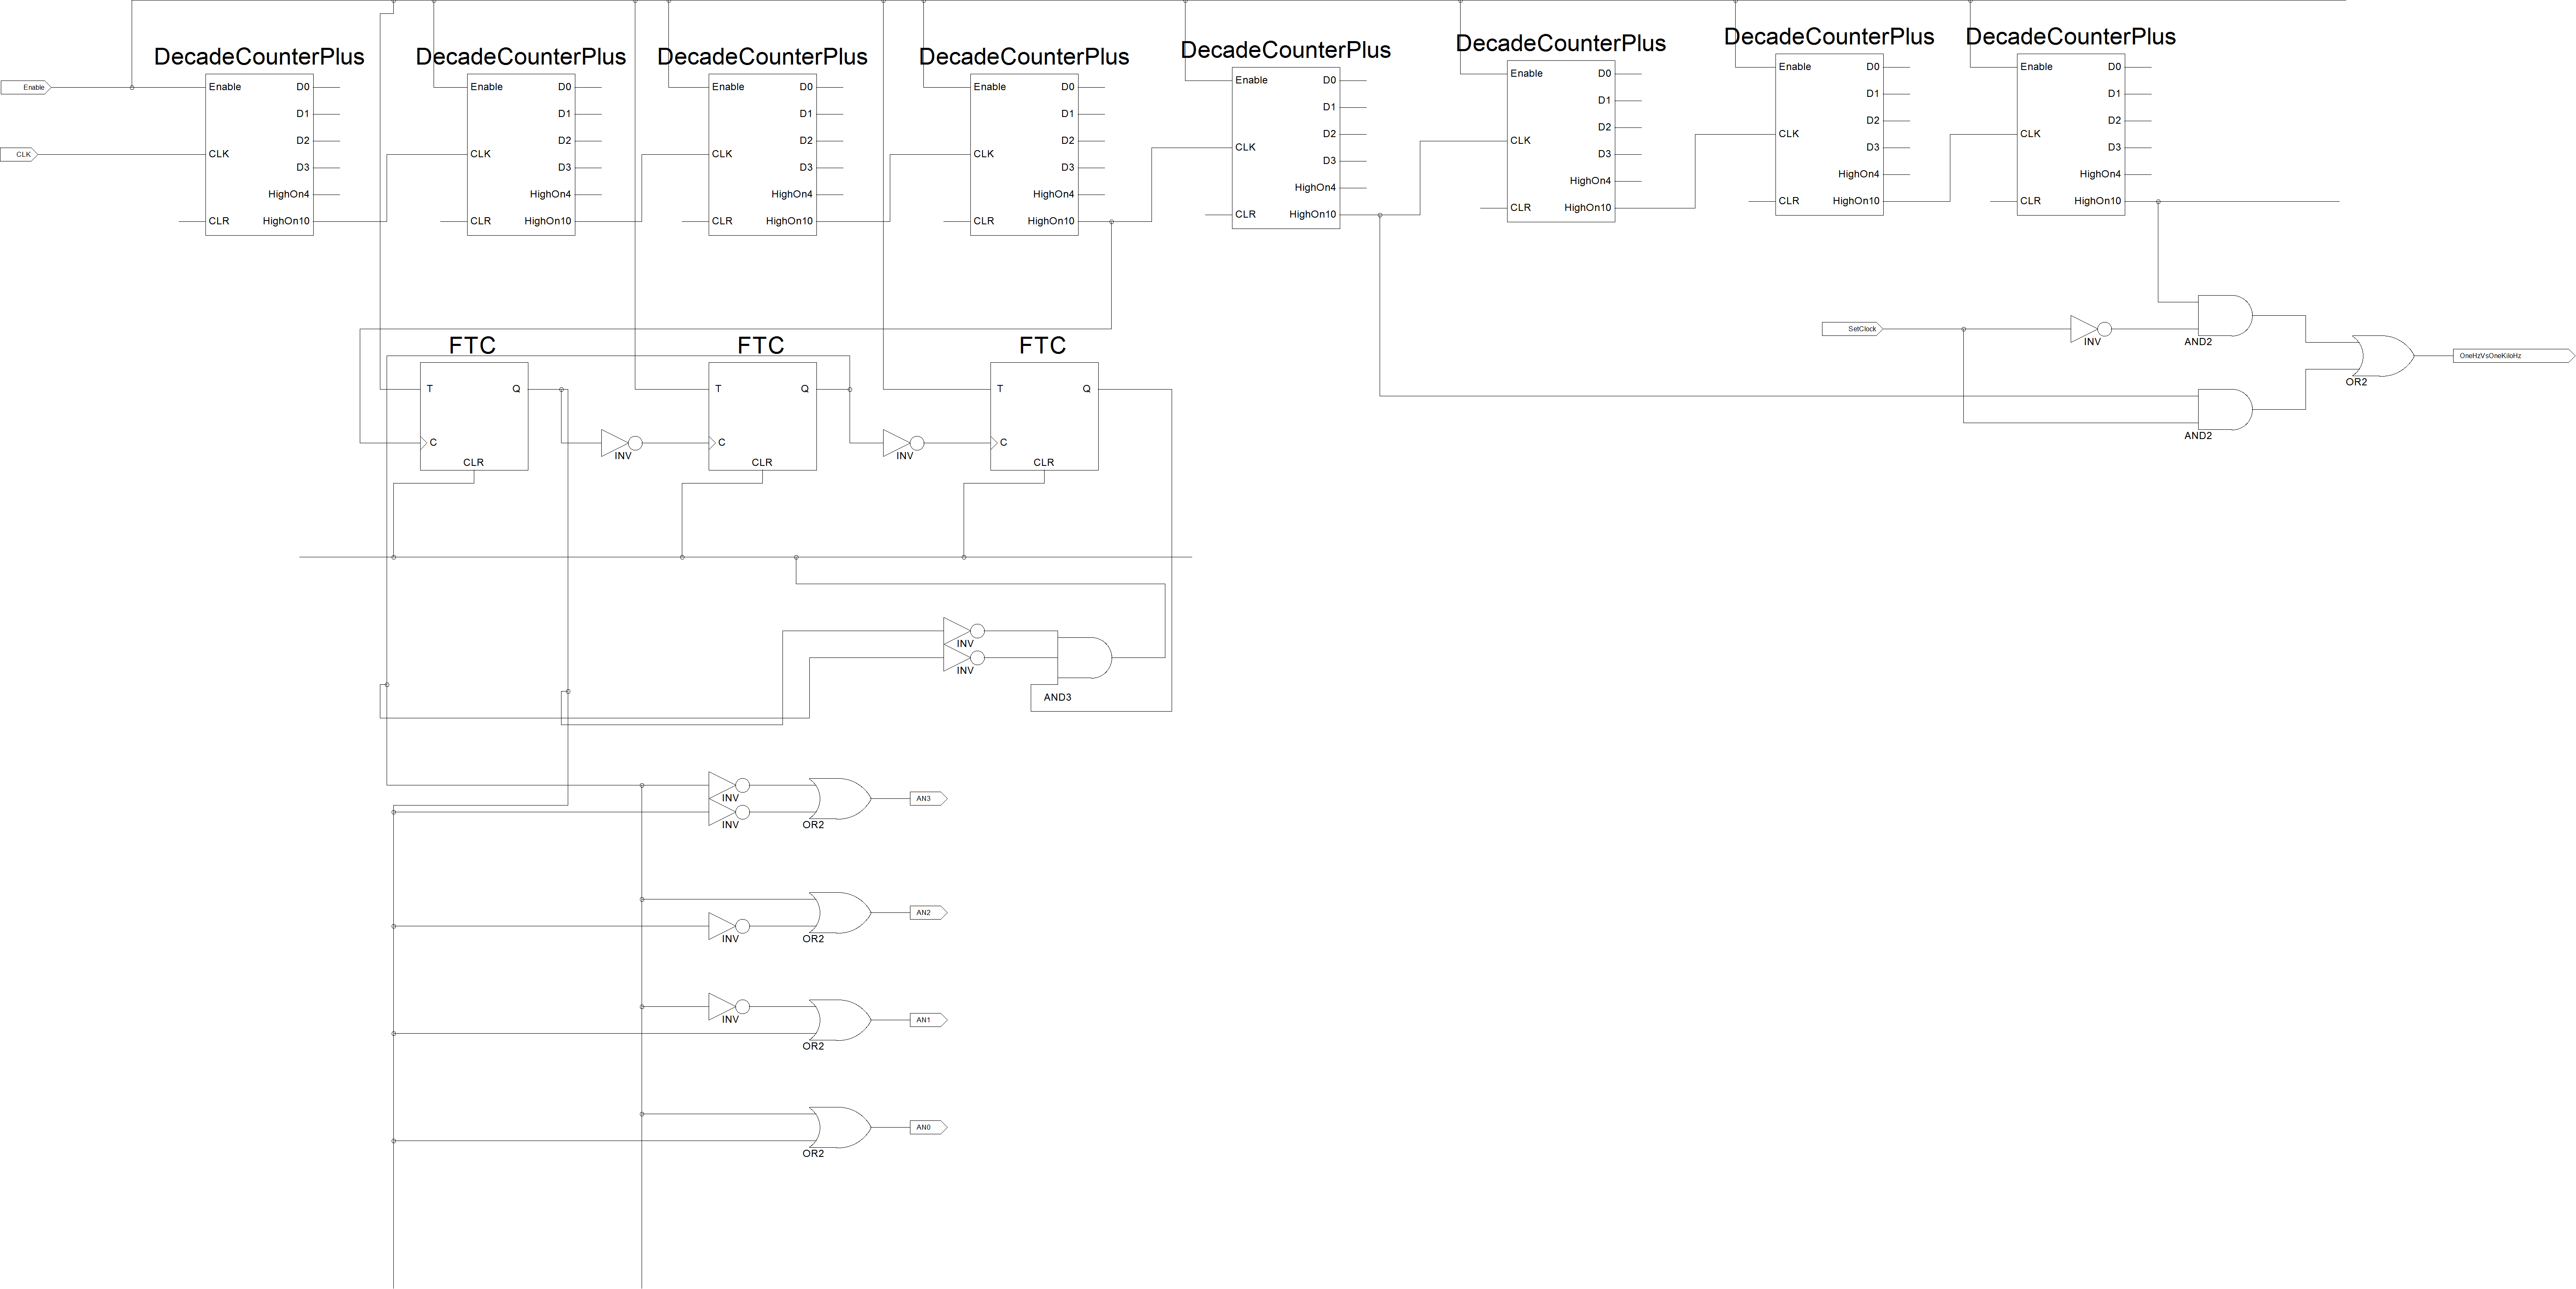 DecadeCounterPlus DecadeCounterPlus DecadeCounterPlus DecadeCounterPlus DecadeCounterPlus DecadeCounterPlus DecadeCounterPlus DecadeCounterPlus
Enable
CLK
Enable D0
D1
D2
CLK
D3
HighOn4
CLR HighOn10
Enable D0
D1
D2
CLK
D3
HighOn4
CLR HighOn10
Enable D0
D1
D2
CLK
D3
HighOn4
CLR HighOn10
Enable D0
D1
D2
CLK
D3
HighOn4
CLR HighOn10
Enable D0
D1
D2
CLK
D3
HighOn4
CLR HighOn10
Enable D0
D1
D2
CLK
D3
HighOn4
CLR HighOn10
Enable D0
D1
D2
CLK
D3
HighOn4
CLR HighOn10
Enable D0
D1
D2
CLK
D3
HighOn4
CLR HighOn10
SetClock
INV
AND2
AND2
OR2
OneHzVsOneKiloHz
FTC
T Q
C
CLR
INV
FTC
T Q
C
CLR
INV
FTC
T Q
C
CLR
INV
INV
AND3
INV
INV
OR2
AN3
INV
OR2
AN2
INV
OR2
AN1
OR2
AN0